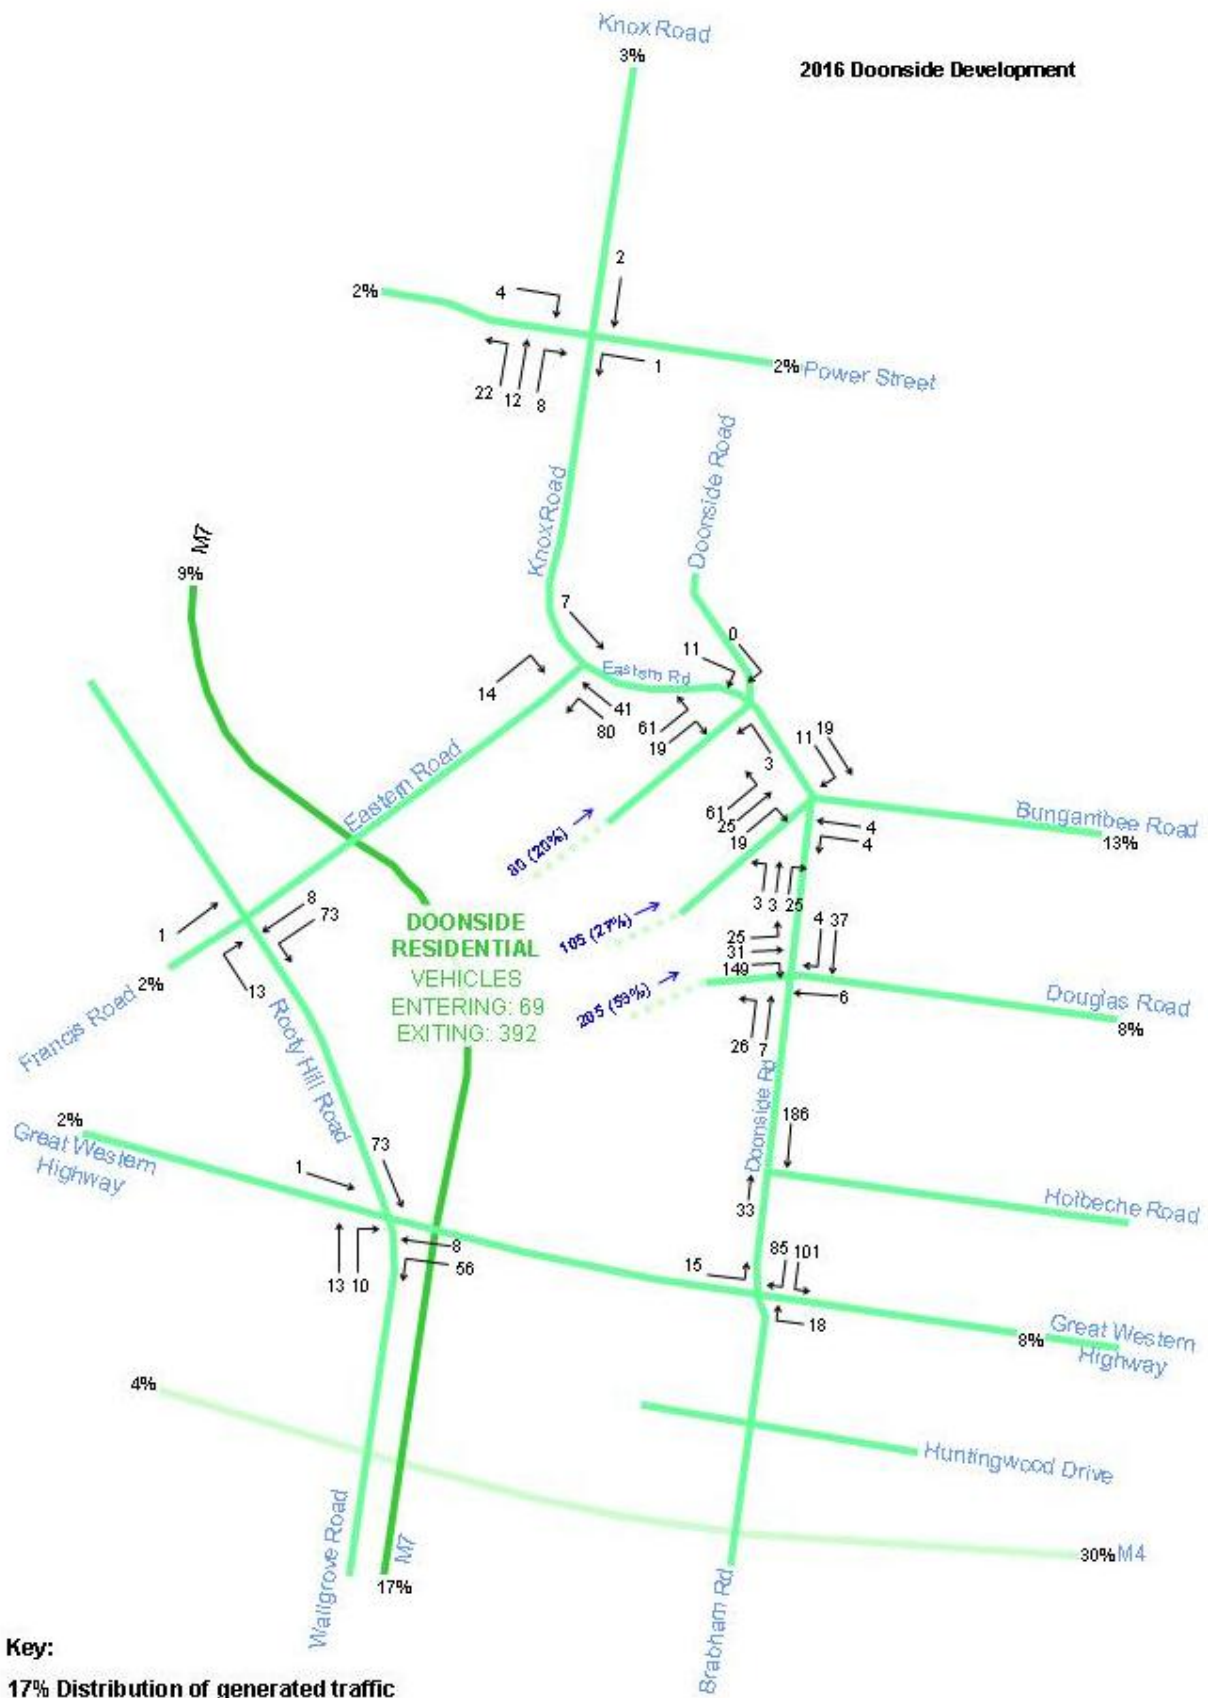 Knox Road
3%
2016 Doonside Development
2
2%
4
1
2%
Power Street
22
12
8
Doonside Road
Knox Road
M7
9%
7
0
11
Eastern Rd
14
41
61
80
19
3
11
19
Eastern Road
61
25
19
Bungarribee Road
13%
4
4
80 (20%)
3
3
25
8
73
1
DOONSIDE
RESIDENTIAL
VEHICLES
ENTERING: 69
EXITING: 392
105 (27%)
4
37
25
31
149
2%
13
Francis Road
Rooty Hill Road
205 (53%)
6
Douglas Road
8%
26
7
Doonside Rd
186
2%
Great Western
Highway
73
1
33
Holbeche Road
8
56
13
10
15
85
101
18
8%
Great Western
Highway
4%
Huntingwood Drive
Wallgrove Road
M7
17%
30%
M4
Brabham Rd
Key:
17% Distribution of generated traffic